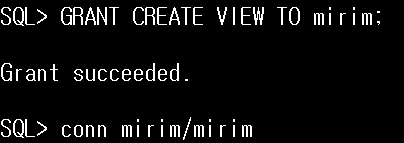 SQL> GRANT CREATE VIEW TO mirim;
Grant succeeded.
SQL> conn mirim/mirim